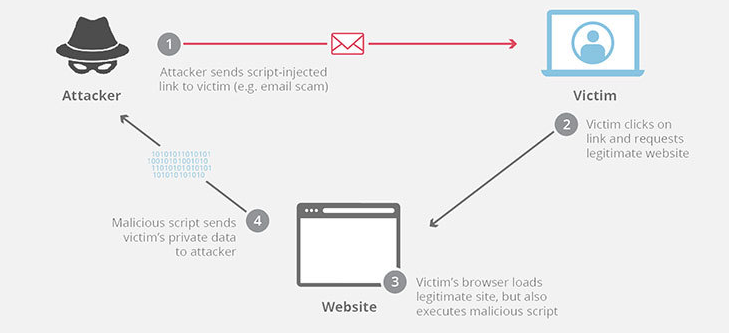 1
Attacker sends script-injected
link to victim (e.g. email scam)
Attacker
Victim
2
Victim clicks on
link and requests
legitimate website
10101011010101
10010101001010
11010101010101
101010101010
4
Malicious script sends
victim's private data
to attacker
3
Victim's browser loads
legitimate site, but also
executes malicious script
Website